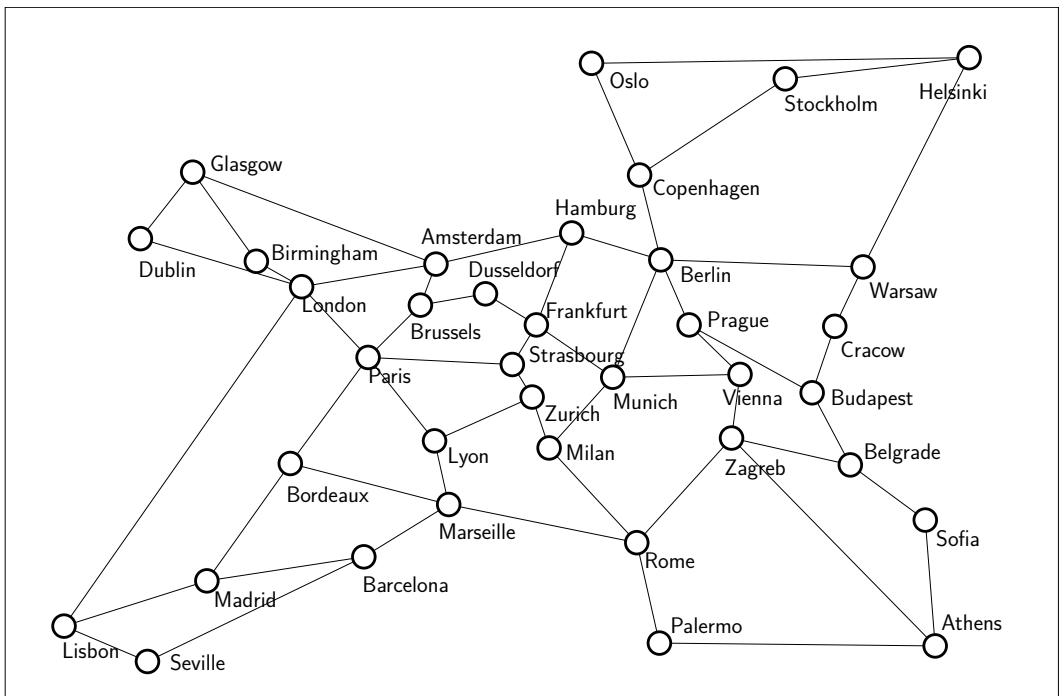 Oslo
Helsinki
Stockholm
Glasgow
Copenhagen
Hamburg
Amsterdam
Birmingham
Dublin
Dusseldorf
Berlin
Warsaw
London
Frankfurt
Prague
Brussels
Cracow
Strasbourg
Paris
Vienna
Budapest
Munich
Zurich
Lyon
Milan
Belgrade
Zagreb
Bordeaux
Marseille
Sofia
Rome
Barcelona
Madrid
Athens
Palermo
Lisbon
Seville